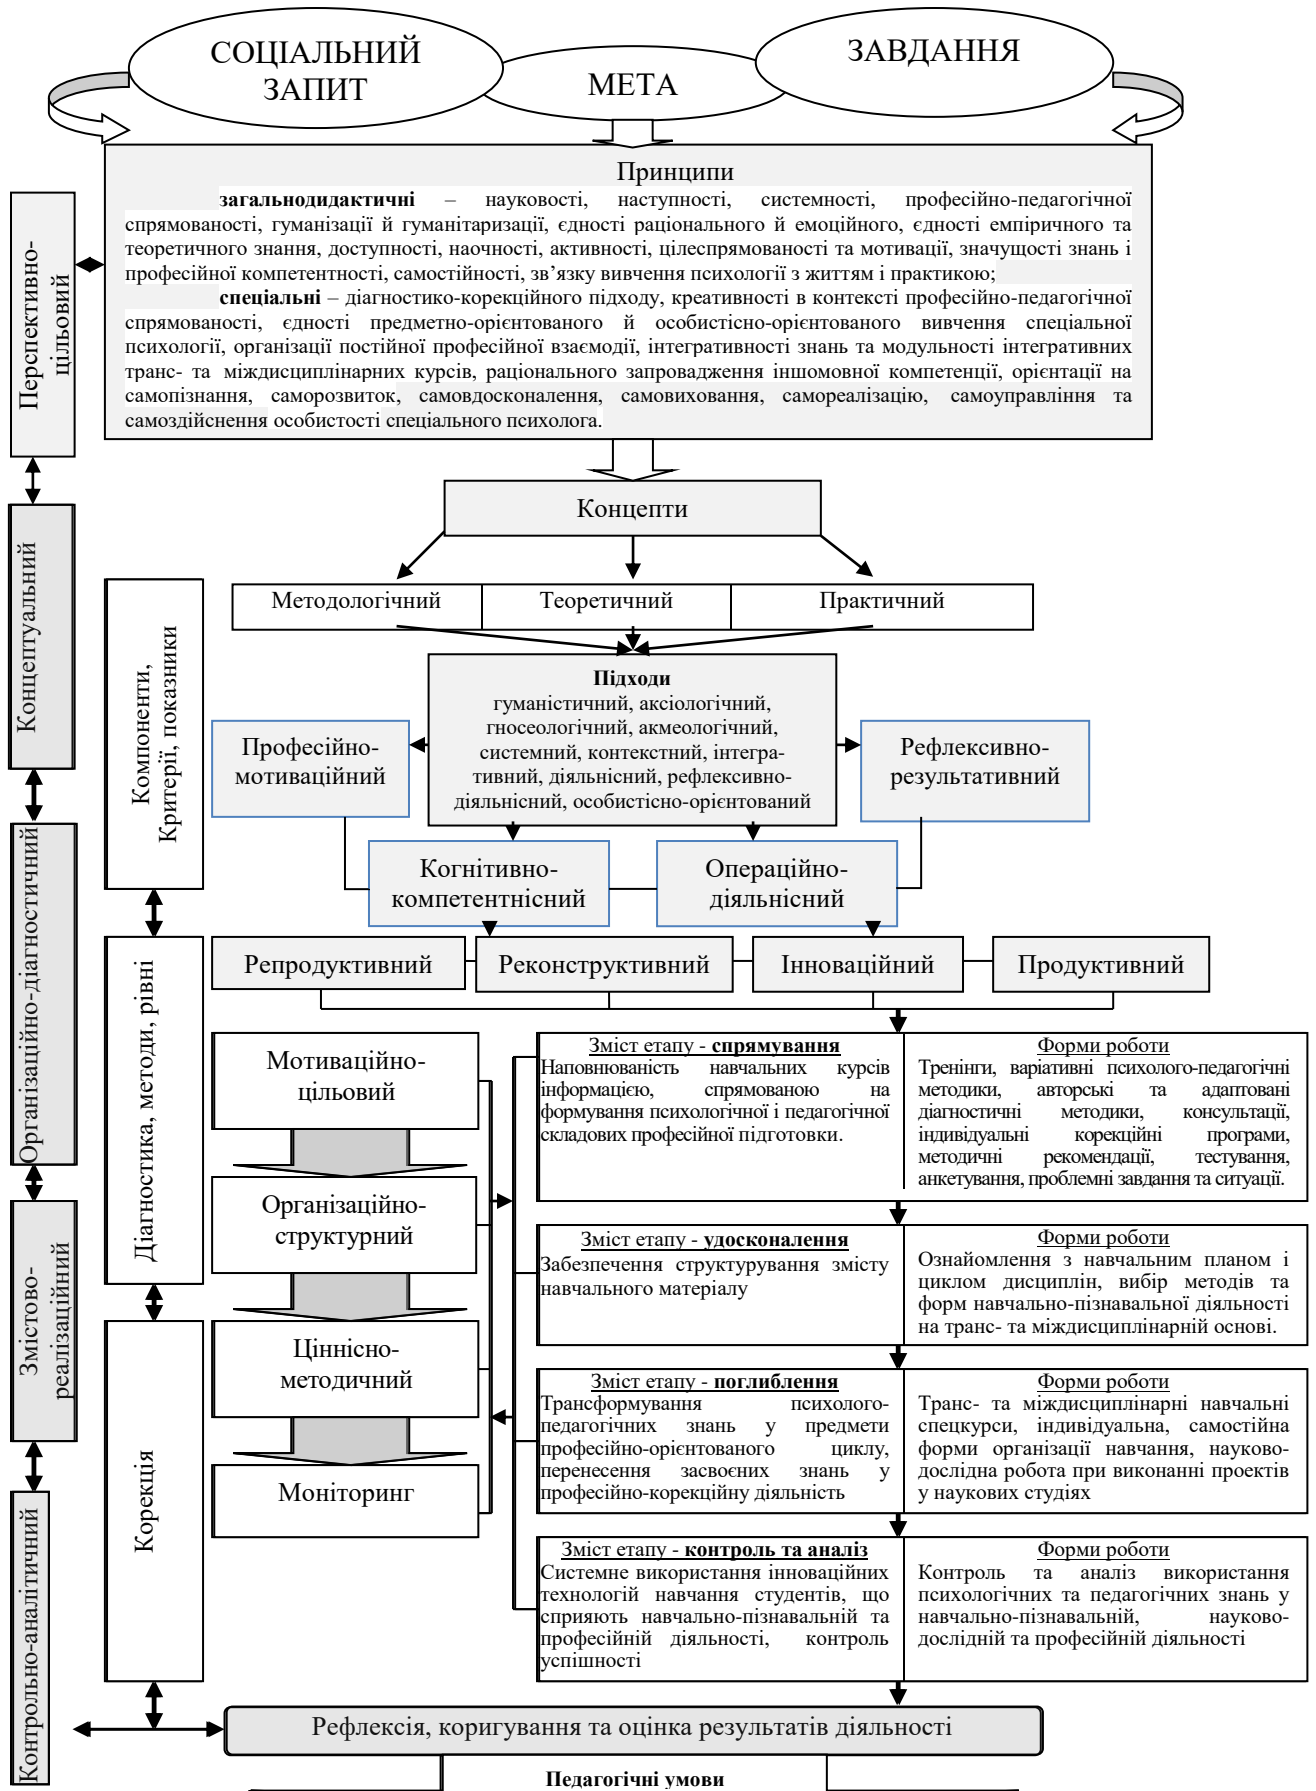 СОЦІАЛЬНИЙ
ЗАПИТ
МЕТА
ЗАВДАННЯ
Принципи
загальнодидактичні – науковості, наступності, системності, професійно-педагогічної
спрямованості, гуманізації й гуманітаризації, єдності раціонального й емоційного, єдності емпіричного та
теоретичного знання, доступності, наочності, активності, цілеспрямованості та мотивації, значущості знань і
професійної компетентності, самостійності, зв’язку вивчення психології з життям і практикою;
спеціальні – діагностико-корекційного підходу, креативності в контексті професійно-педагогічної
спрямованості, єдності предметно-орієнтованого й особистісно-орієнтованого вивчення спеціальної
психології, організації постійної професійної взаємодії, інтегративності знань та модульності інтегративних
транс- та міждисциплінарних курсів, раціонального запровадження іншомовної компетенції, орієнтації на
самопізнання, саморозвиток, самовдосконалення, самовиховання, самореалізацію, самоуправління та
самоздійснення особистості спеціального психолога.
Перспективно-
цільовий
Концептуальний
Організаційно-діагностичний
Змістово-
реалізаційний
Контрольно-аналітичний
Компоненти,
Критерії, показники
Діагностика, методи, рівні
Корекція
Концепти
Методологічний
Теоретичний
Практичний
Підходи
гуманістичний, аксіологічний,
гносеологічний, акмеологічний,
системний, контекстний, інтегра-
тивний, діяльнісний, рефлексивно-
діяльнісний, особистісно-орієнтований
Професійно-
мотиваційний
Рефлексивно-
результативний
Когнітивно-
компетентнісний
Операційно-
діяльнісний
Репродуктивний
Реконструктивний
Інноваційний
Продуктивний
Мотиваційно-
цільовий
Організаційно-
структурний
Ціннісно-
методичний
Моніторинг
Зміст етапу - спрямування
Наповнюваність навчальних курсів
інформацією, спрямованою на
формування психологічної і педагогічної
складових професійної підготовки.
Форми роботи
Тренінги, варіативні психолого-педагогічні
методики, авторські та адаптовані
діагностичні методики, консультації,
індивідуальні корекційні програми,
методичні рекомендації, тестування,
анкетування, проблемні завдання та ситуації.
Зміст етапу - удосконалення
Забезпечення структурування змісту
навчального матеріалу
Форми роботи
Ознайомлення з навчальним планом і
циклом дисциплін, вибір методів та
форм навчально-пізнавальної діяльності
на транс- та міждисциплінарній основі.
Зміст етапу - поглиблення
Трансформування психолого-
педагогічних знань у предмети
професійно-орієнтованого циклу,
перенесення засвоєних знань у
професійно-корекційну діяльність
Форми роботи
Транс- та міждисциплінарні навчальні
спецкурси, індивідуальна, самостійна
форми організації навчання, науково-
дослідна робота при виконанні проектів
у наукових студіях
Зміст етапу - контроль та аналіз
Системне використання інноваційних
технологій навчання студентів, що
сприяють навчально-пізнавальній та
професійній діяльності, контроль
успішності
Форми роботи
Контроль та аналіз використання
психологічних та педагогічних знань у
навчально-пізнавальній, науково-
дослідній та професійній діяльності
Рефлексія, коригування та оцінка результатів діяльності
Педагогічні умови